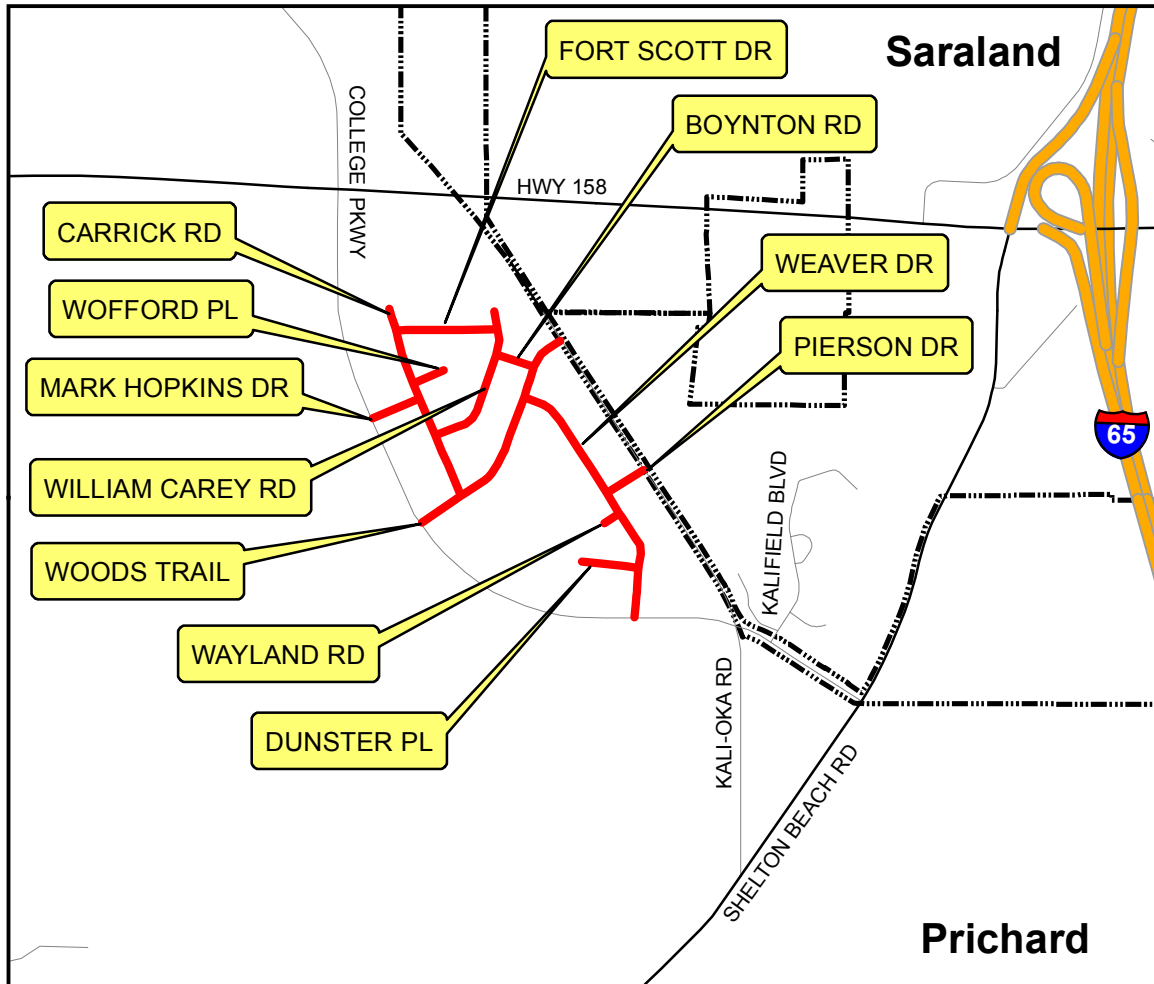 Saraland
FORT SCOTT DR
BOYNTON RD
COLLEGE PKWY
HWY 158
CARRICK RD
WEAVER DR
WOFFORD PL
PIERSON DR
MARK HOPKINS DR
65
WILLIAM CAREY RD
KALIFIELD BLVD
WOODS TRAIL
WAYLAND RD
KALI-OKA RD
DUNSTER PL
SHELTON BEACH RD
Prichard